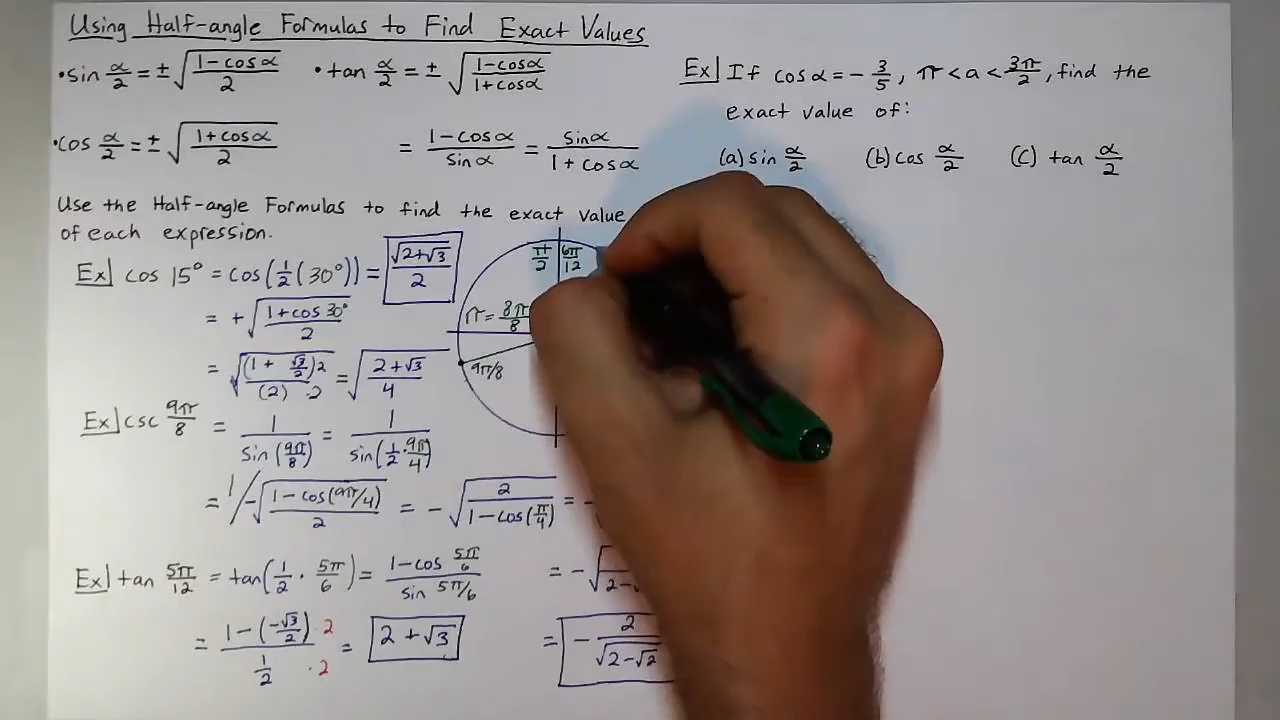 Using Half-angle Formulas to Find Exact Values
• sin α/2 = ± √((1 - cos α)/2)
• tan α/2 = ± √((1 - cos α)/(1 + cos α))
• cos α/2 = ± √((1 + cos α)/2)
= (1 - cos α)/sin α = sin α/(1 + cos α)
Use the Half-angle Formulas to find the exact value
of each expression.
Ex] cos 15° = cos(1/2 (30°)) = √(2+√3)/2
= + √((1 + cos 30°)/2)
= √((1 + √3/2)2/(2)·2) = √((2+√3)/4)
Ex] csc 9π/8 = 1/sin(9π/8) = 1/sin(1/2 · 9π/4)
= 1/-√((1 - cos(9π/4))/2) = - √(2/(1 - cos(π/4))) = -
= -√( /2-√
= - 2/√(2-√2)
Ex] tan 5π/12 = tan(1/2 · 5π/6) = (1 - cos 5π/6)/(sin 5π/6)
= (1 - (-√3/2) · 2)/(1/2 · 2) = 2 + √3
π/2 6π/12
π = 8π/8
9π/8
Ex] If cos α = - 3/5, π < a < 3π/2, find the
exact value of:
(a) sin α/2 (b) cos α/2 (c) tan α/2